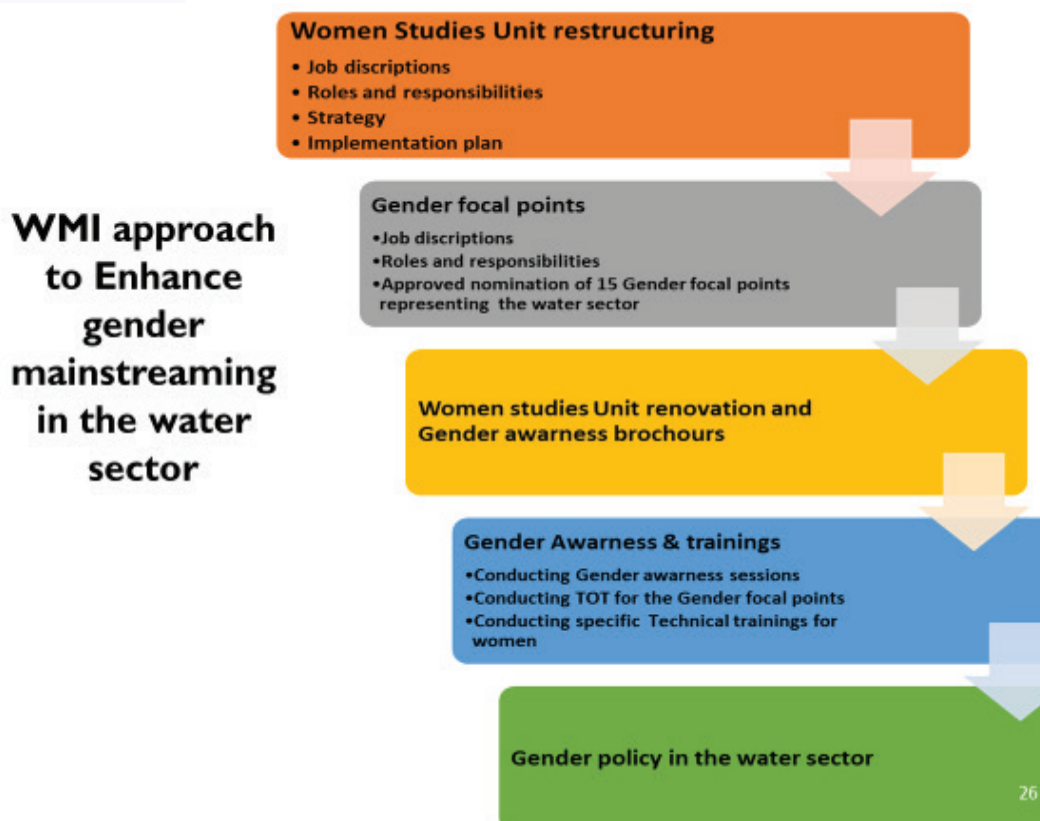 WMI approach
to Enhance
gender
mainstreaming
in the water
sector
Women Studies Unit restructuring
• Job discriptions
• Roles and responsibilities
• Strategy
• Implementation plan
Gender focal points
•Job discriptions
•Roles and responsibilities
•Approved nomination of 15 Gender focal points
representing the water sector
Women studies Unit renovation and
Gender awarness brochours
Gender Awarness & trainings
•Conducting Gender awarness sessions
•Conducting TOT for the Gender focal points
•Conducting specific Technical trainings for
women
Gender policy in the water sector
26